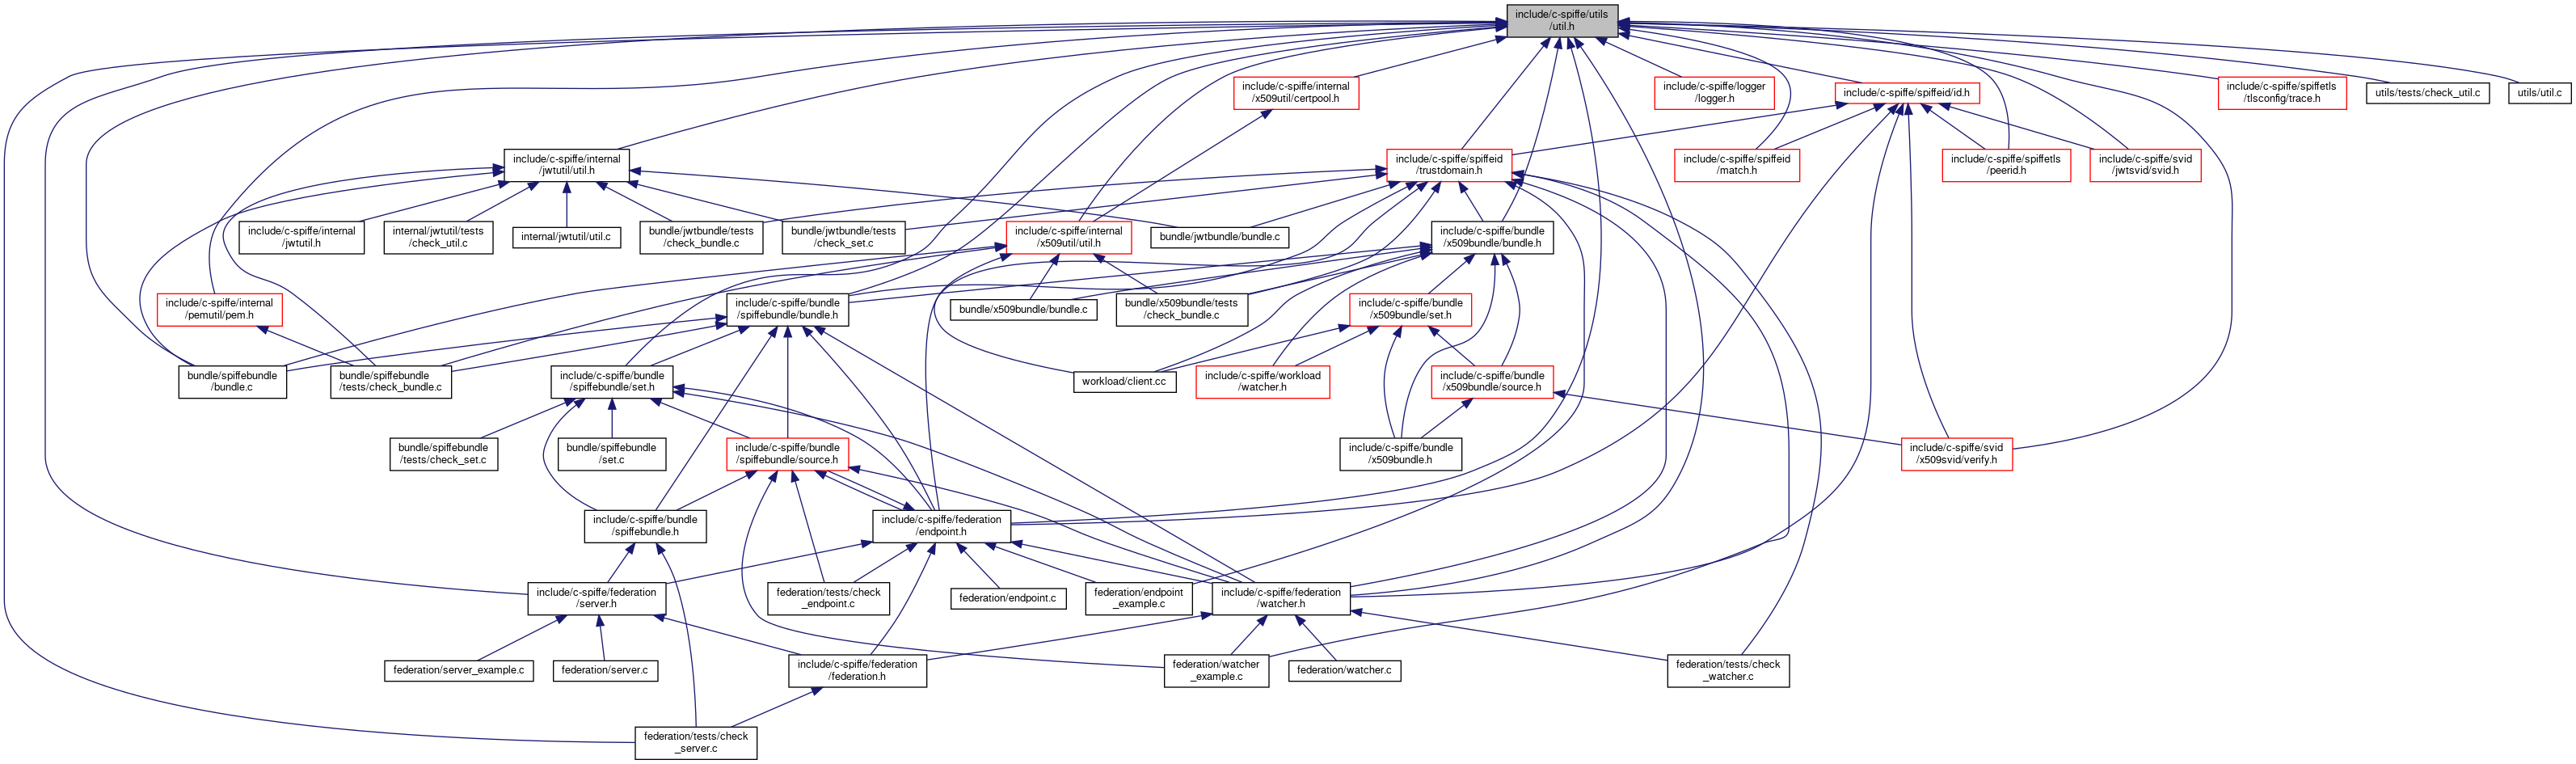 include/c-spiffe/utils
/util.h
include/c-spiffe/internal
/x509util/certpool.h
include/c-spiffe/logger
/logger.h
include/c-spiffe/spiffeid/id.h
include/c-spiffe/spiffetls
/tlsconfig/trace.h
utils/tests/check_util.c
utils/util.c
include/c-spiffe/internal
/jwtutil/util.h
include/c-spiffe/spiffeid
/trustdomain.h
include/c-spiffe/spiffeid
/match.h
include/c-spiffe/spiffetls
/peerid.h
include/c-spiffe/svid
/jwtsvid/svid.h
include/c-spiffe/internal
/jwtutil.h
internal/jwtutil/tests
/check_util.c
internal/jwtutil/util.c
bundle/jwtbundle/tests
/check_bundle.c
bundle/jwtbundle/tests
/check_set.c
include/c-spiffe/internal
/x509util/util.h
bundle/jwtbundle/bundle.c
include/c-spiffe/bundle
/x509bundle/bundle.h
include/c-spiffe/internal
/pemutil/pem.h
include/c-spiffe/bundle
/spiffebundle/bundle.h
bundle/x509bundle/bundle.c
bundle/x509bundle/tests
/check_bundle.c
include/c-spiffe/bundle
/x509bundle/set.h
bundle/spiffebundle
/bundle.c
bundle/spiffebundle
/tests/check_bundle.c
include/c-spiffe/bundle
/spiffebundle/set.h
workload/client.cc
include/c-spiffe/workload
/watcher.h
include/c-spiffe/bundle
/x509bundle/source.h
bundle/spiffebundle
/tests/check_set.c
bundle/spiffebundle
/set.c
include/c-spiffe/bundle
/spiffebundle/source.h
include/c-spiffe/bundle
/x509bundle.h
include/c-spiffe/svid
/x509svid/verify.h
include/c-spiffe/bundle
/spiffebundle.h
include/c-spiffe/federation
/endpoint.h
include/c-spiffe/federation
/server.h
federation/tests/check
_endpoint.c
federation/endpoint.c
federation/endpoint
_example.c
include/c-spiffe/federation
/watcher.h
federation/server_example.c
federation/server.c
include/c-spiffe/federation
/federation.h
federation/watcher
_example.c
federation/watcher.c
federation/tests/check
_watcher.c
federation/tests/check
_server.c